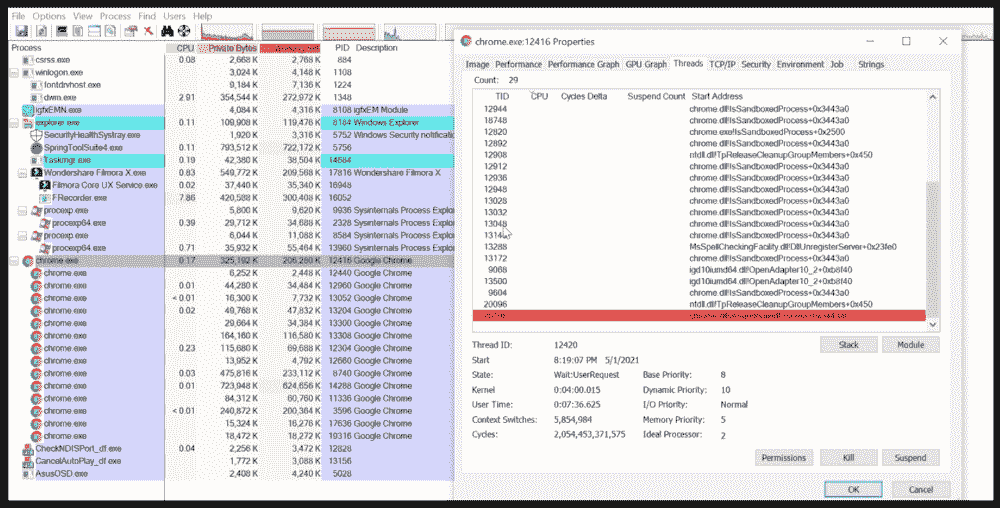 File Options View Process Find Users Help
Process CPU Private Bytes PID Description
csrss.exe 0.08 2,668 K 2,768 K 884
winlogon.exe 3,024 K 4,148 K 1108
fontdrvhost.exe 9,184 K 7,136 K 1224
dwm.exe 2.91 354,544 K 272,972 K 1348
igfxEMN.exe 4,084 K 4,316 K 8108 igfxEM Module
explorer.exe 0.11 109,908 K 119,476 K 8184 Windows Explorer
SecurityHealthSystray.exe 1,920 K 3,316 K 5752 Windows Security notificatio
SpringToolSuite4.exe 0.11 793,512 K 722,172 K 5756
Taskmgr.exe 0.19 42,380 K 38,504 K 14584
Wondershare Filmora X.exe 0.83 549,772 K 209,568 K 17816 Wondershare Filmora X
Filmora Core UX Service.exe 0.02 37,440 K 35,340 K 16948
FRecorder.exe 7.86 420,588 K 300,408 K 16052
procexp.exe 5,800 K 9,620 K 9936 Sysinternals Process Explo
procexp64.exe 0.39 29,712 K 34,688 K 2328 Sysinternals Process Explo
procexp.exe 6,044 K 11,088 K 8584 Sysinternals Process Explo
procexp64.exe 0.71 35,932 K 55,464 K 13960 Sysinternals Process Explo
chrome.exe 0.17 325,192 K 206,280 K 12416 Google Chrome
chrome.exe 6,252 K 2,448 K 12440 Google Chrome
chrome.exe 0.01 44,280 K 34,484 K 12960 Google Chrome
chrome.exe < 0.01 16,300 K 7,732 K 13052 Google Chrome
chrome.exe 0.02 49,768 K 47,832 K 13204 Google Chrome
chrome.exe 29,664 K 34,384 K 13300 Google Chrome
chrome.exe 164,160 K 116,580 K 13308 Google Chrome
chrome.exe 0.23 115,680 K 69,688 K 12304 Google Chrome
chrome.exe 13,952 K 4,792 K 12660 Google Chrome
chrome.exe 0.03 475,816 K 233,112 K 8740 Google Chrome
chrome.exe 0.01 723,948 K 624,656 K 14288 Google Chrome
chrome.exe 84,312 K 60,760 K 11336 Google Chrome
chrome.exe < 0.01 240,872 K 200,364 K 3596 Google Chrome
chrome.exe 15,324 K 16,276 K 17636 Google Chrome
chrome.exe 18,472 K 18,272 K 19316 Google Chrome
CheckNDISPort_df.exe 0.04 2,256 K 3,472 K 12828
CancelAutoPlay_df.exe 1,772 K 3,088 K 13156
AsusOSD.exe 2,408 K 4,240 K 5028
chrome.exe:12416 Properties
Image Performance Performance Graph GPU Graph Threads TCP/IP Security Environment Job Strings
Count: 29
TID CPU Cycles Delta Suspend Count Start Address
12944 chrome.dll!IsSandboxedProcess+0x3443a0
18748 chrome.dll!IsSandboxedProcess+0x3443a0
12820 chrome.exe!IsSandboxedProcess+0x2500
12892 chrome.dll!IsSandboxedProcess+0x3443a0
12908 ntdll.dll!TpReleaseCleanupGroupMembers+0x450
12912 chrome.dll!IsSandboxedProcess+0x3443a0
12936 chrome.dll!IsSandboxedProcess+0x3443a0
12948 chrome.dll!IsSandboxedProcess+0x3443a0
13028 chrome.dll!IsSandboxedProcess+0x3443a0
13032 chrome.dll!IsSandboxedProcess+0x3443a0
13048 chrome.dll!IsSandboxedProcess+0x3443a0
chrome.dll!IsSandboxedProcess+0x3443a0
13288 MsSpellCheckingFacility.dll!DllUnregisterServer+0x23fe0
13172 chrome.dll!IsSandboxedProcess+0x3443a0
9068 igd10iumd64.dll!OpenAdapter10_2+0xb8f40
13500 igd10iumd64.dll!OpenAdapter10_2+0xb8f40
9604 chrome.dll!IsSandboxedProcess+0x3443a0
20096 ntdll.dll!TpReleaseCleanupGroupMembers+0x450
Thread ID: 12420 Stack Module
Start 8:19:07 PM 5/1/2021
State: Wait:UserRequest Base Priority: 8
Kernel 0:04:00.015 Dynamic Priority: 10
User Time: 0:07:36.625 I/O Priority: Normal
Context Switches: 5,854,984 Memory Priority: 5
Cycles: 2,054,453,371,575 Ideal Processor: 2
Permissions Kill Suspend
OK Cancel